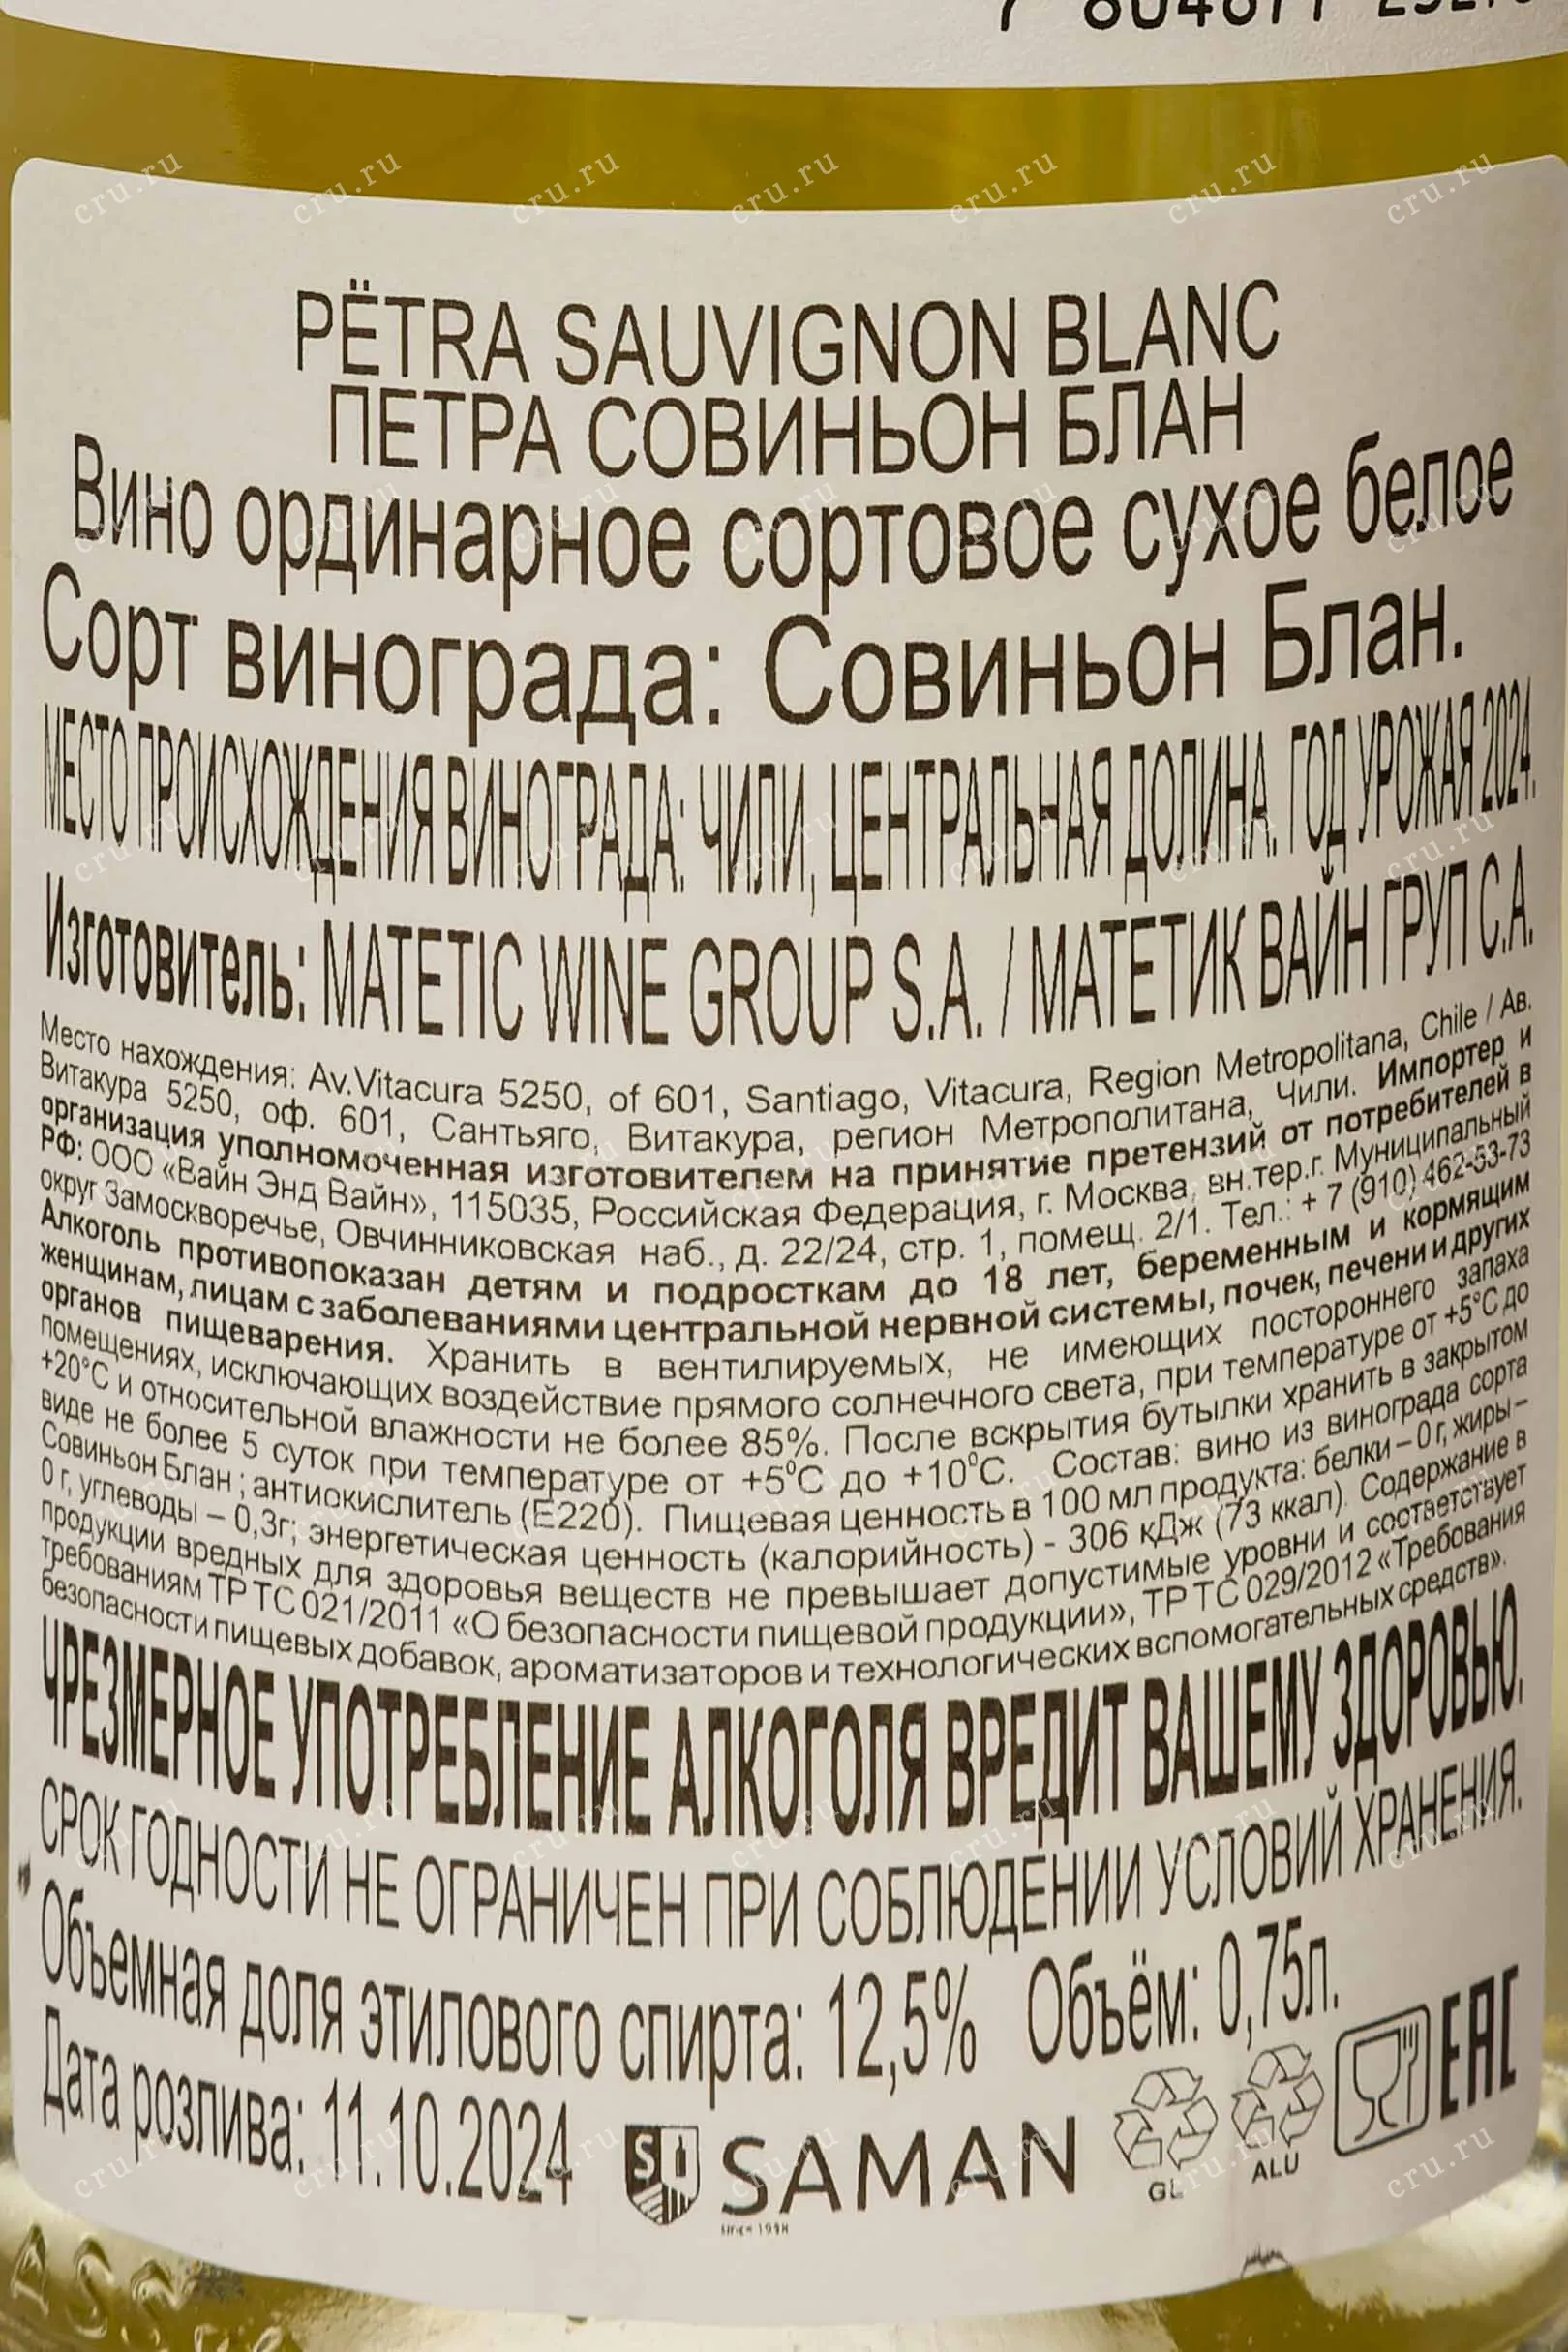 PËTRA SAUVIGNON BLANC
ПЕТРА СОВИНЬОН БЛАН
Вино ординарное сортовое сухое белое
Сорт винограда: Совиньон Блан.
МЕСТО ПРОИСХОЖДЕНИЯ ВИНОГРАДА: ЧИЛИ, ЦЕНТРАЛЬНАЯ ДОЛИНА. ГОД УРОЖАЯ 2024.
Изготовитель: MATETIC WINE GROUP S.A. / МАТЕТИК ВАЙН ГРУП С.А.
Место нахождения: Av.Vitacura 5250, of 601, Santiago, Vitacura, Region Metropolitana, Chile / Ав.
Витакура 5250, оф. 601, Сантьяго, Витакура, регион Метрополитана, Чили. Импортер и
организация уполномоченная изготовителем на принятие претензий от потребителей в
РФ: ООО «Вайн Энд Вайн», 115035, Российская Федерация, г. Москва, вн.тер.г. Муниципальный
округ Замоскворечье, Овчинниковская наб., д. 22/24, стр. 1, помещ. 2/1. Тел.: + 7 (910) 462-53-73
Алкоголь противопоказан детям и подросткам до 18 лет, беременным и кормящим
женщинам, лицам с заболеваниями центральной нервной системы, почек, печени и других
органов пищеварения. Хранить в вентилируемых, не имеющих постороннего запаха
помещениях, исключающих воздействие прямого солнечного света, при температуре от +5°С до
+20°С и относительной влажности не более 85%. После вскрытия бутылки хранить в закрытом
виде не более 5 суток при температуре от +5°С до +10°С. Состав: вино из винограда сорта
Совиньон Блан ; антиокислитель (Е220). Пищевая ценность в 100 мл продукта: белки – 0 г, жиры –
0 г, углеводы – 0,3г; энергетическая ценность (калорийность) - 306 кДж (73 ккал). Содержание в
продукции вредных для здоровья веществ не превышает допустимые уровни и соответствует
требованиям ТР ТС 021/2011 «О безопасности пищевой продукции», ТР ТС 029/2012 «Требования
безопасности пищевых добавок, ароматизаторов и технологических вспомогательных средств».
ЧРЕЗМЕРНОЕ УПОТРЕБЛЕНИЕ АЛКОГОЛЯ ВРЕДИТ ВАШЕМУ ЗДОРОВЬЮ.
СРОК ГОДНОСТИ НЕ ОГРАНИЧЕН ПРИ СОБЛЮДЕНИИ УСЛОВИЙ ХРАНЕНИЯ.
Объемная доля этилового спирта: 12,5% Объём: 0,75л.
Дата розлива: 11.10.2024
SAMAN
since 1998
GL
ALU
EAC
cru.ru